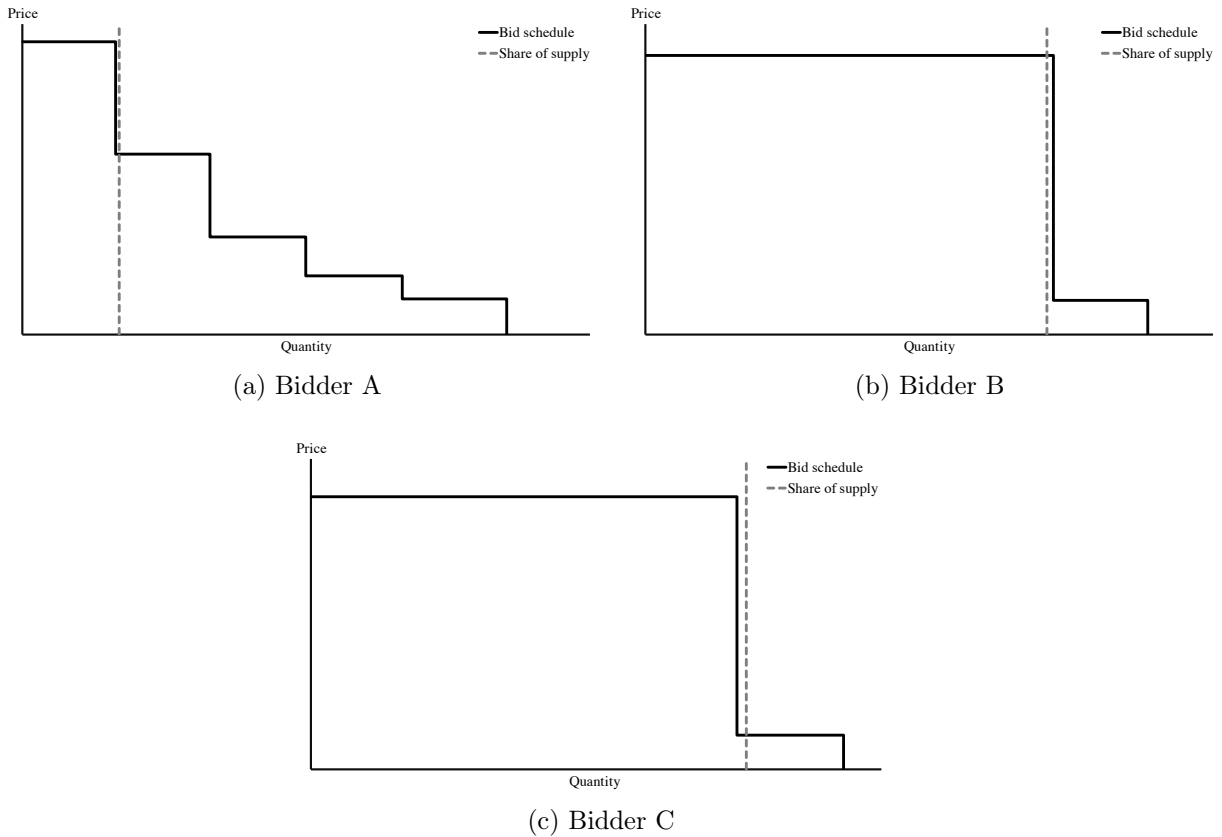 Price
Bid schedule
Share of supply
Quantity
(a) Bidder A
Price
Bid schedule
Share of supply
Quantity
(b) Bidder B
Price
Bid schedule
Share of supply
Quantity
(c) Bidder C